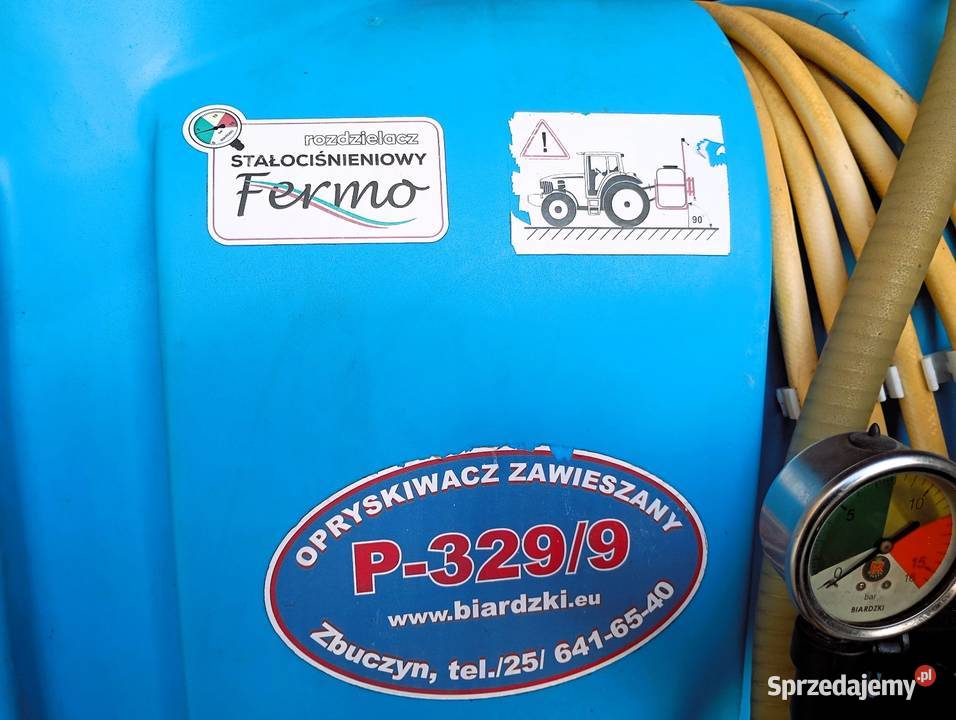 rozdzielacz
STAŁOCIŚNIENIOWY
Fermo
!
90°
OPRYSKIWACZ ZAWIESZANY
P-329/9
www.biardzki.eu
Zbuczyn, tel./25/ 641-65-40
0
5
10
15
16
bar
BIARDZKI
Sprzedajemy.pl